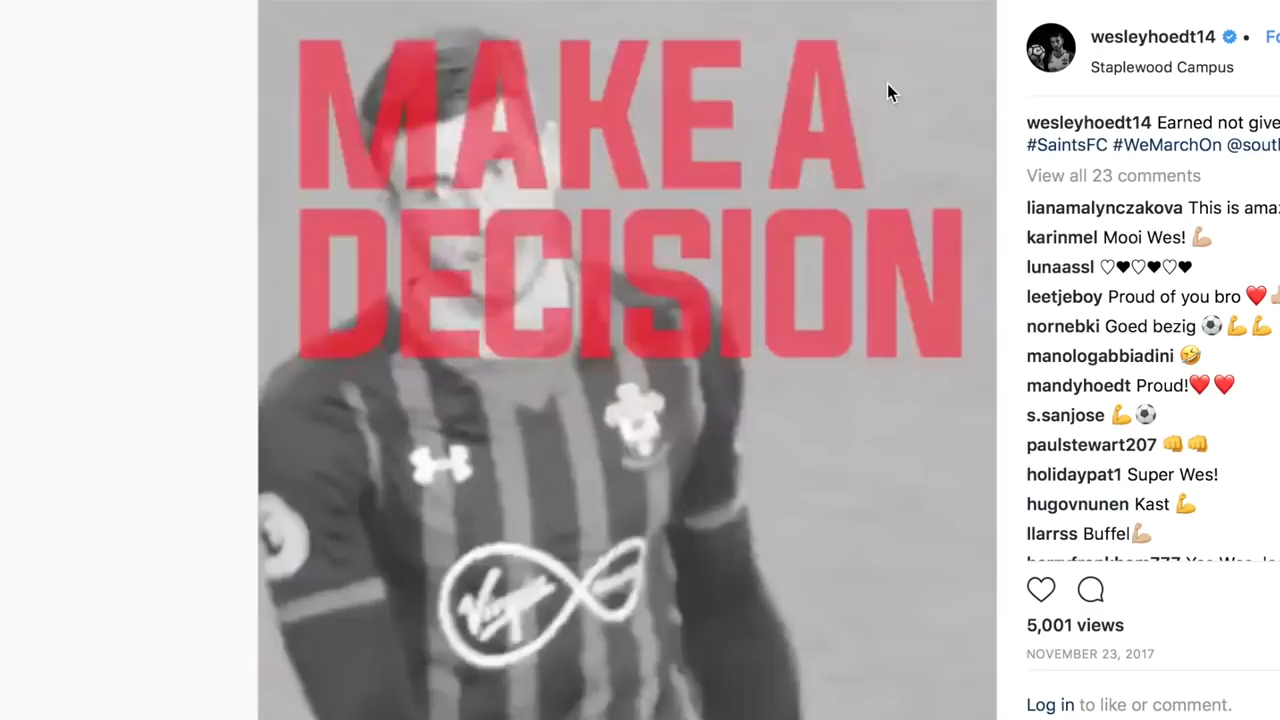 MAKE A
DECISION
Virgin
wesleyhoedt14 • Fo
Staplewood Campus
wesleyhoedt14 Earned not give
#SaintsFC #WeMarchOn @sout
View all 23 comments
lianamalynczakova This is ama
karinmel Mooi Wes! 💪🏼
lunaassl ♡♥♡♥♡♥
leetjeboy Proud of you bro ❤️
nornebki Goed bezig ⚽💪💪
manologabbiadini 🤣
mandyhoedt Proud!❤️❤️
s.sanjose 💪⚽
paulstewart207 👊👊
holidaypat1 Super Wes!
hugovnunen Kast 💪
llarrss Buffel💪🏼
5,001 views
NOVEMBER 23, 2017
Log in to like or comment.